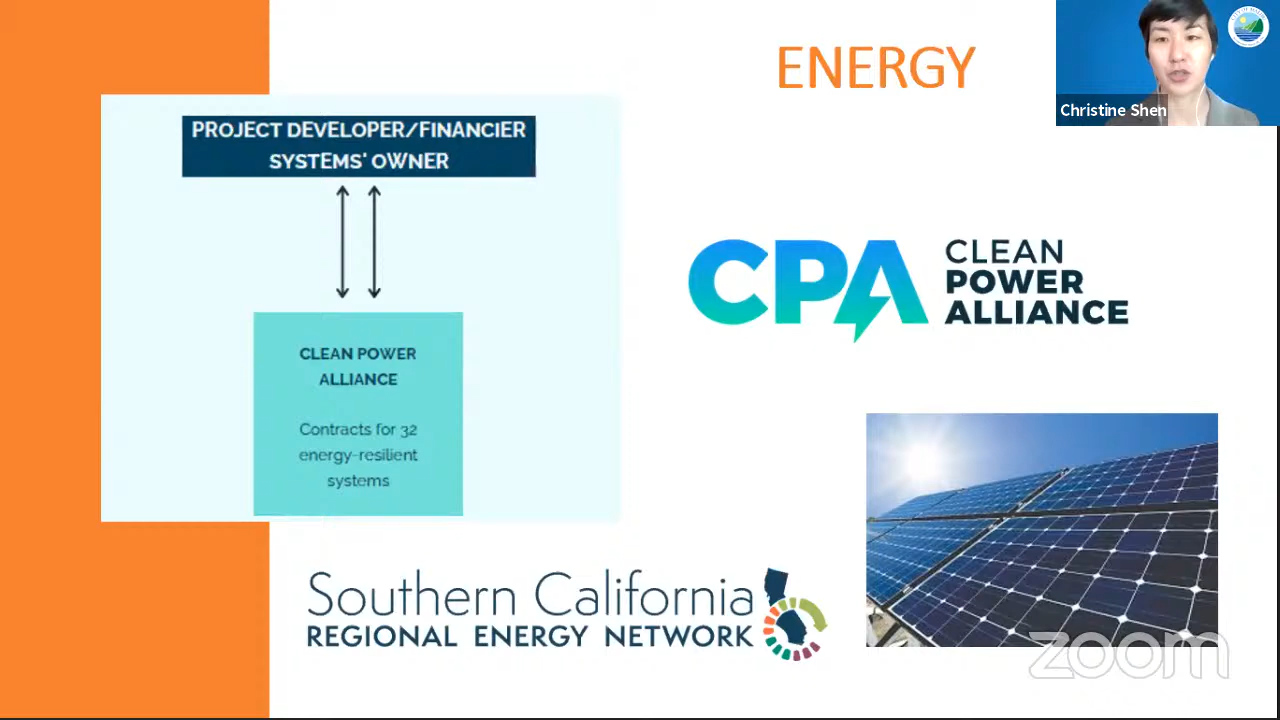 ENERGY
Christine Shen
PROJECT DEVELOPER/FINANCIER
SYSTEMS' OWNER
CPA
CLEAN
POWER
ALLIANCE
CLEAN POWER
ALLIANCE
Contracts for 32
energy-resilient
systems
Southern California
REGIONAL ENERGY NETWORK
zoom